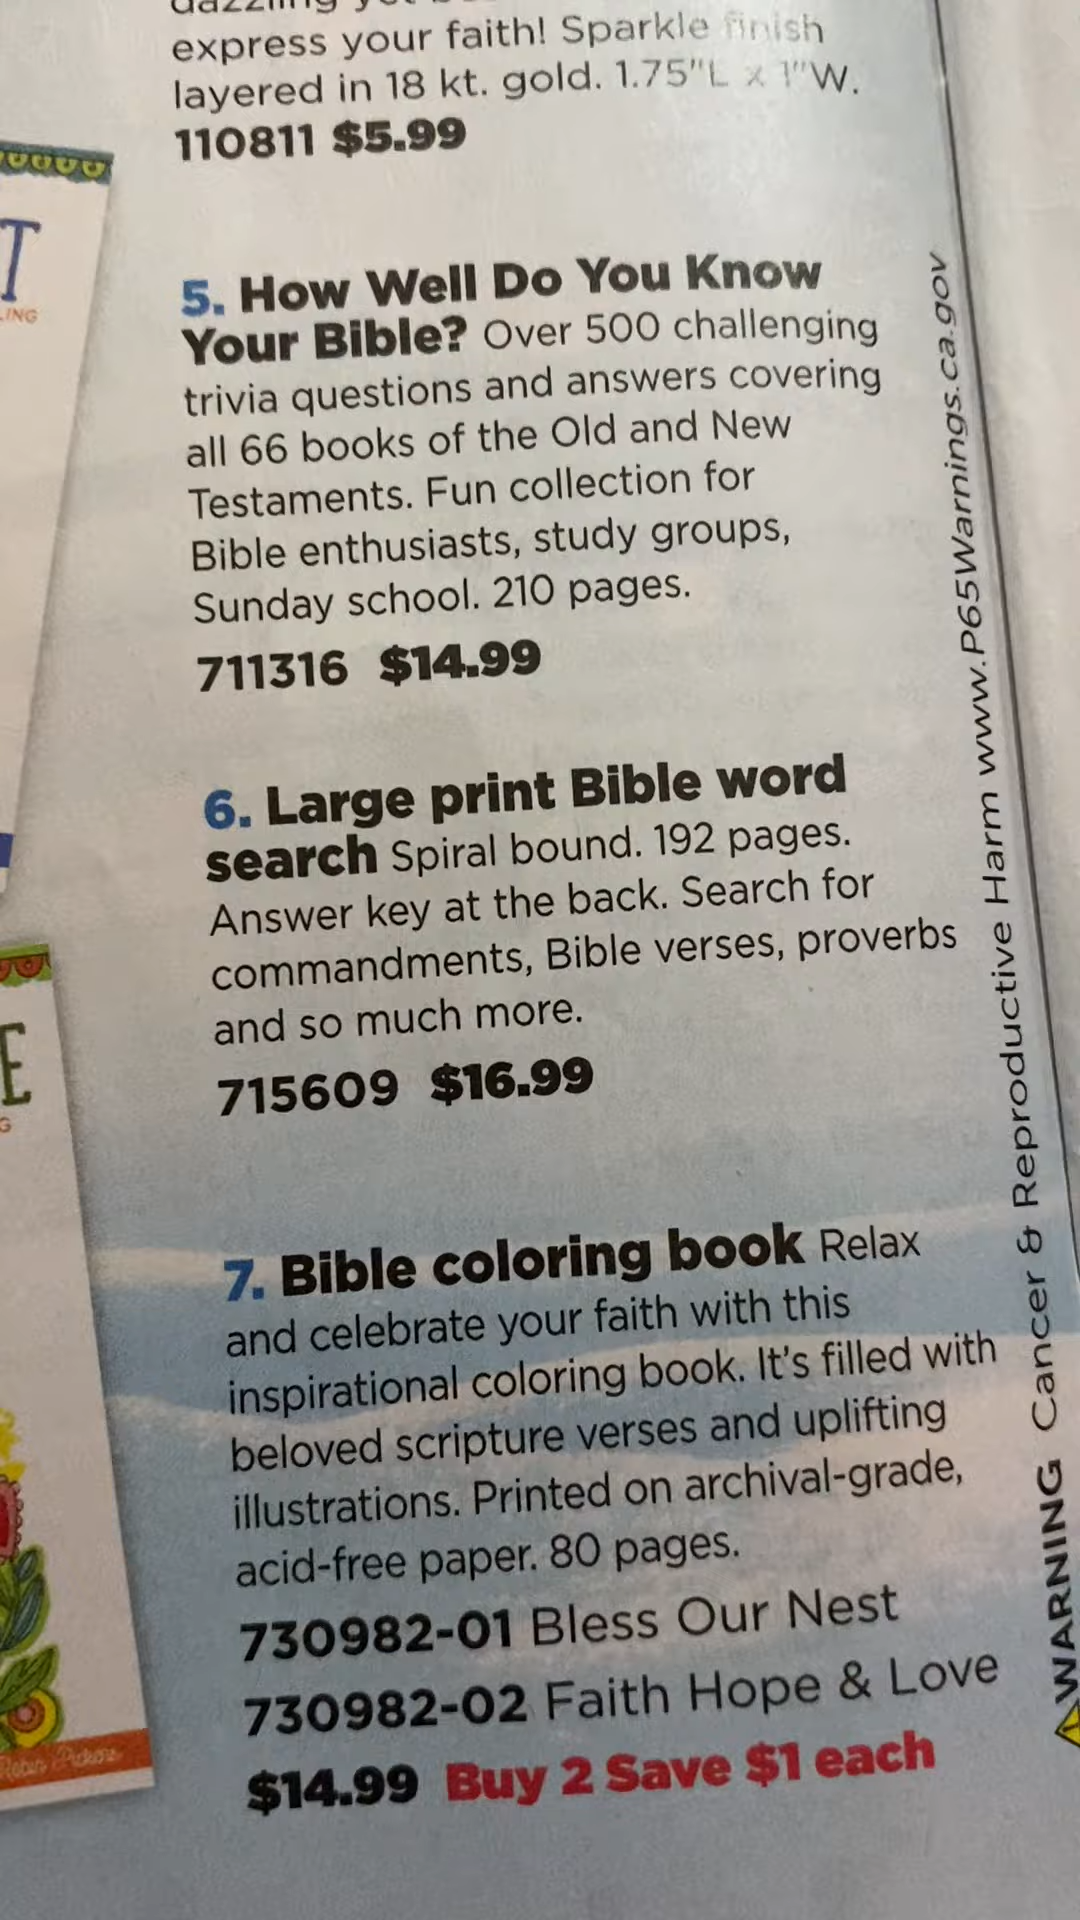 express your faith! Sparkle finish
layered in 18 kt. gold. 1.75"L x 1"W.
110811 $5.99
5. How Well Do You Know
Your Bible? Over 500 challenging
trivia questions and answers covering
all 66 books of the Old and New
Testaments. Fun collection for
Bible enthusiasts, study groups,
Sunday school. 210 pages.
711316 $14.99
6. Large print Bible word
search Spiral bound. 192 pages.
Answer key at the back. Search for
commandments, Bible verses, proverbs
and so much more.
715609 $16.99
7. Bible coloring book Relax
and celebrate your faith with this
inspirational coloring book. It's filled with
beloved scripture verses and uplifting
illustrations. Printed on archival-grade,
acid-free paper. 80 pages.
730982-01 Bless Our Nest
730982-02 Faith Hope & Love
$14.99 Buy 2 Save $1 each
WARNING Cancer & Reproductive Harm www.P65Warnings.ca.gov
T
LING
E
G